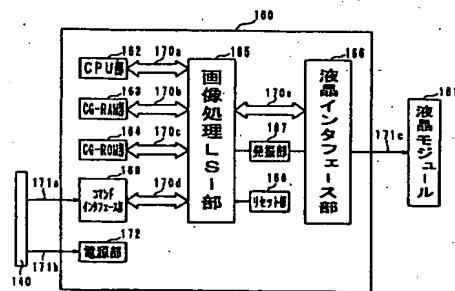 160
162
CPU部
170a
163
CG-RAM部
170b
164
CG-ROM部
170c
169
コマンド
インタフェース部
170d
171a
172
電源部
171b
140
165
画像処理LSI部
170e
167
発振部
168
リセット部
166
液晶インタフェース部
171c
161
液晶モジュール